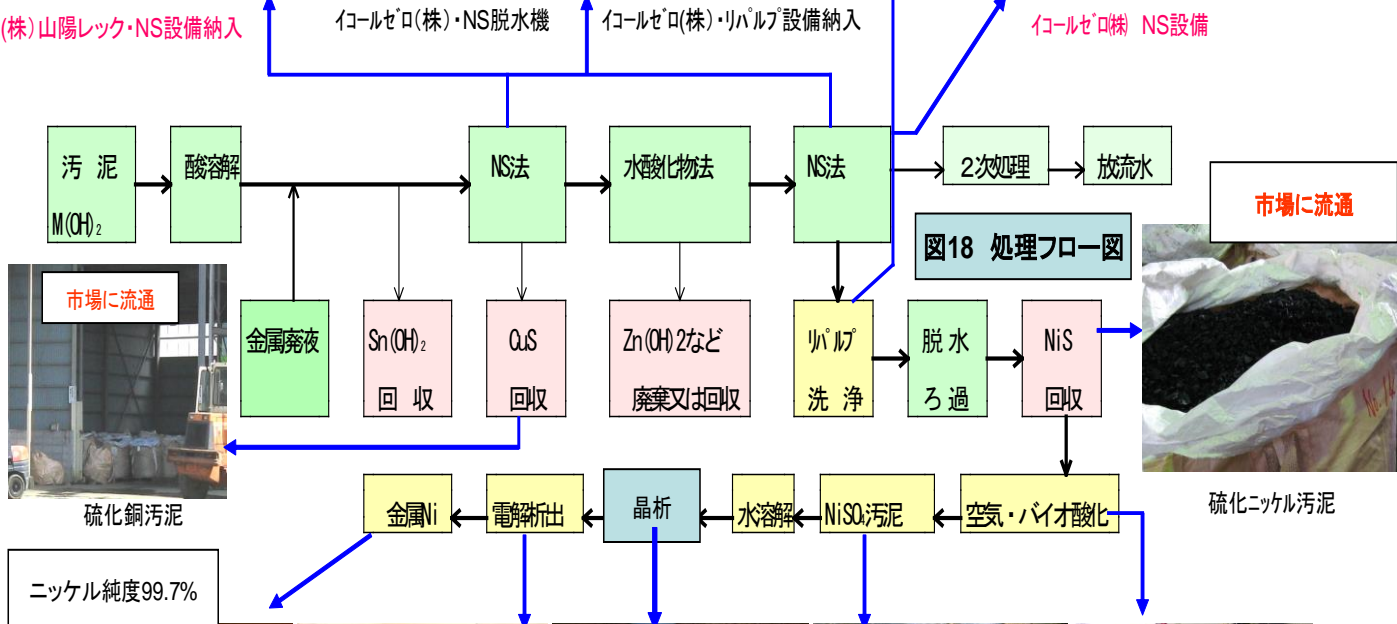 (株)山陽レック・NS設備納入
イコールゼロ(株)・NS脱水機
イコールゼロ(株)・リパルプ設備納入
イコールゼロ(株) NS設備
汚 泥
M(OH)₂
酸溶解
NS法
水酸化物法
NS法
2次処理
放流水
市場に流通
図18 処理フロー図
市場に流通
金属廃液
Sn(OH)₂
回 収
CuS
回収
Zn(OH)2など
廃棄又は回収
リパルプ
洗 浄
脱 水
ろ 過
NiS
回収
硫化銅汚泥
金属Ni
電解析出
晶析
水溶解
NiSO₄汚泥
空気・バイオ酸化
硫化ニッケル汚泥
ニッケル純度99.7%